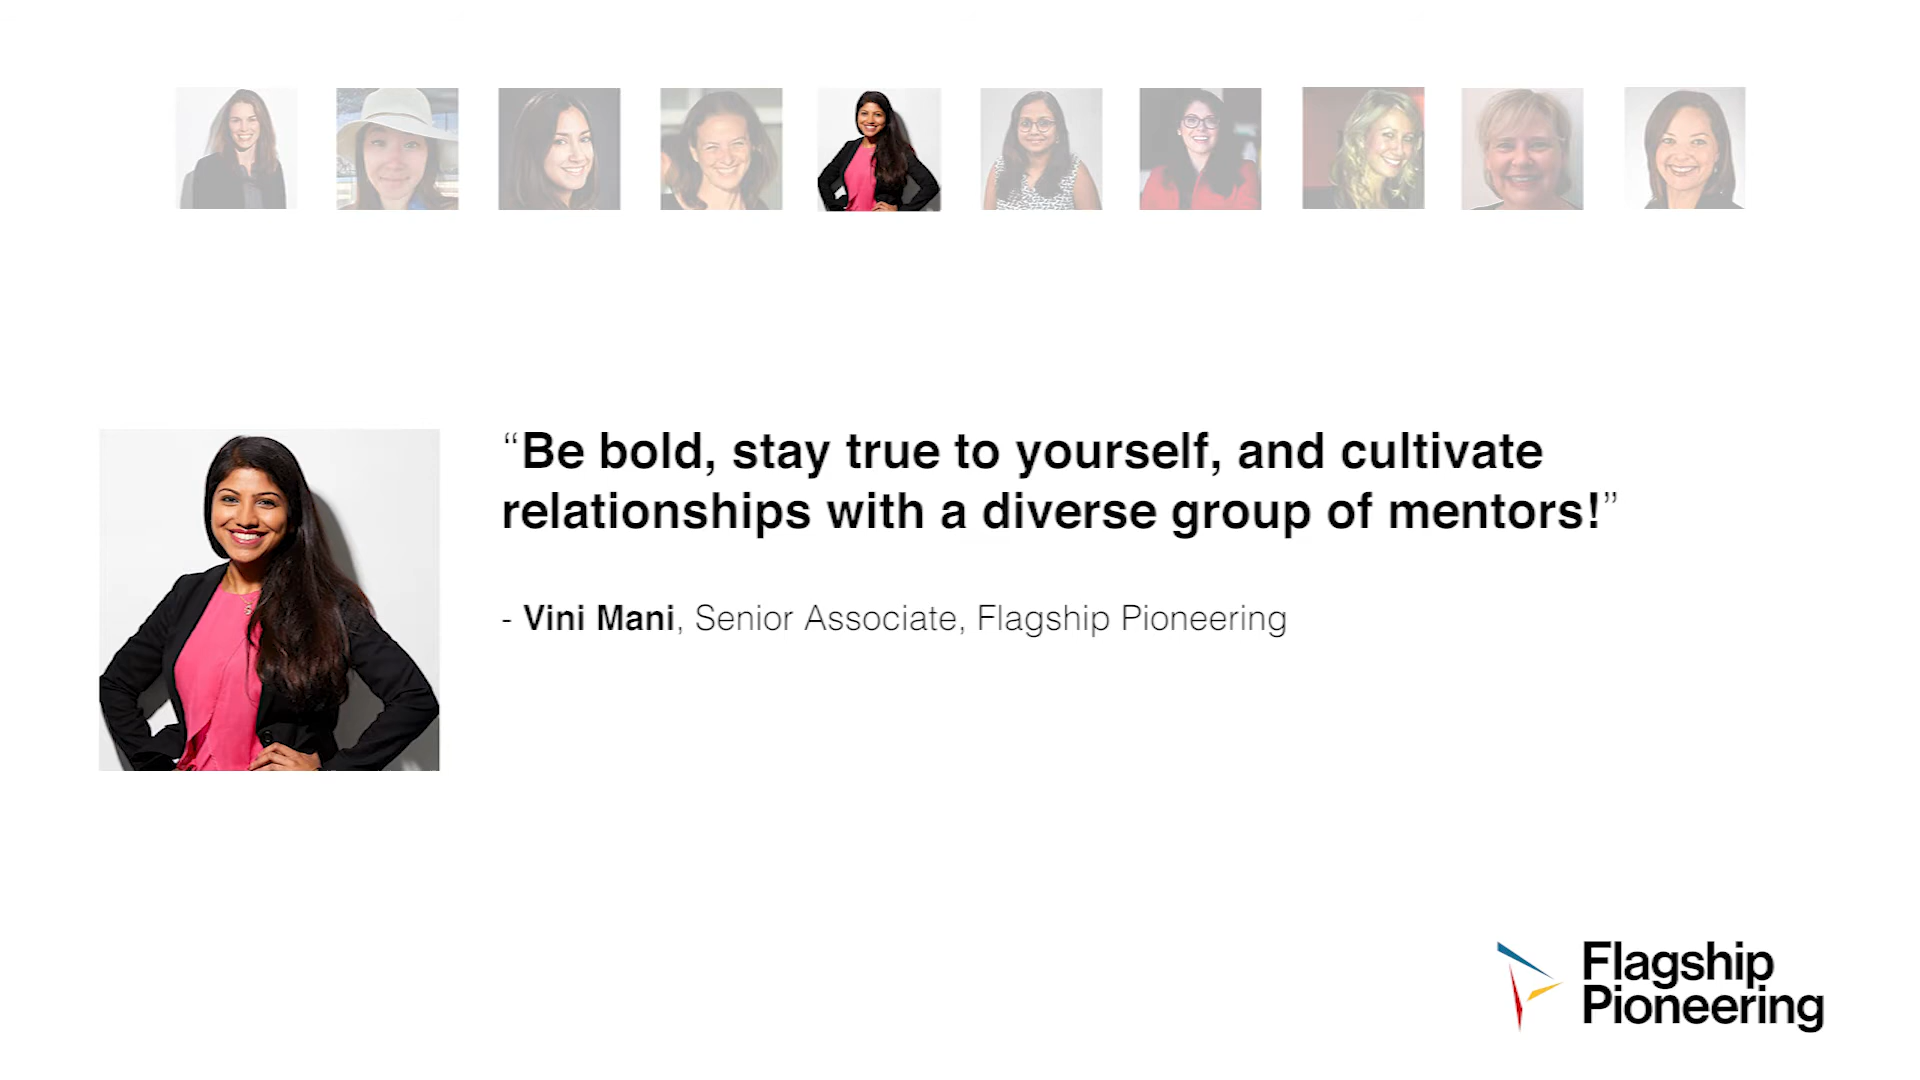 “Be bold, stay true to yourself, and cultivate
relationships with a diverse group of mentors!”
- Vini Mani, Senior Associate, Flagship Pioneering
Flagship
Pioneering